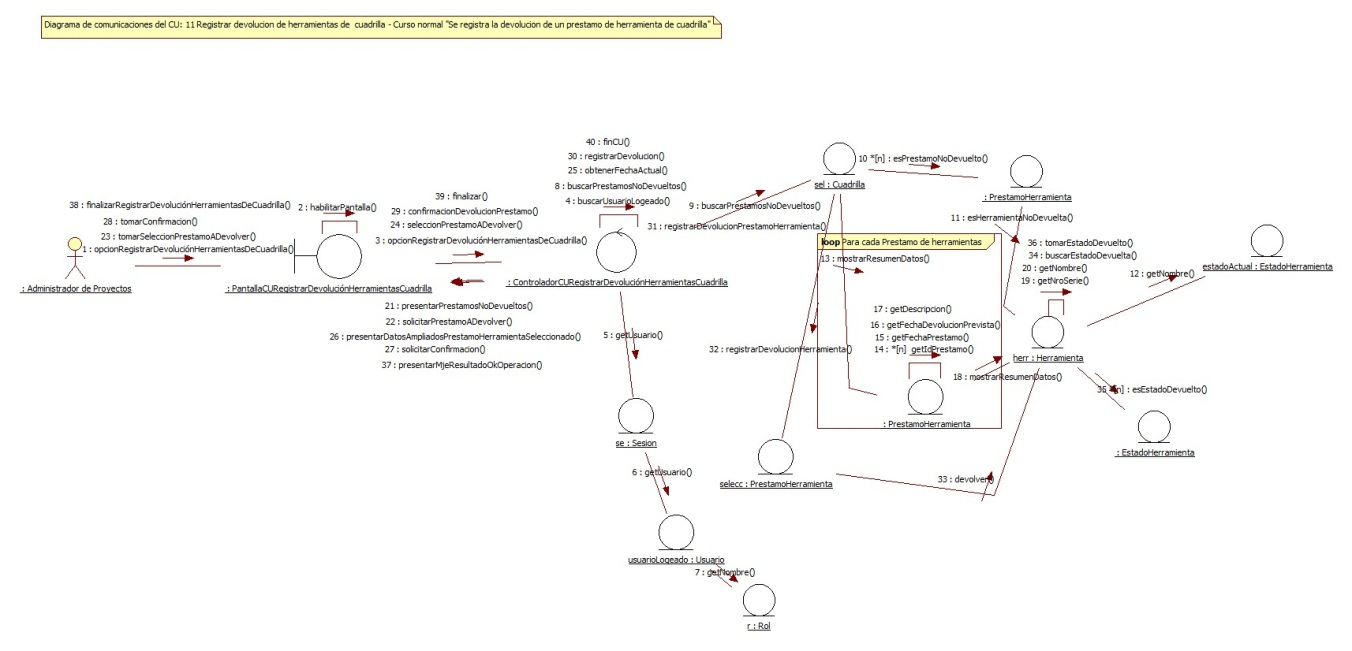 Diagrama de comunicaciones del CU: 11 Registrar devolucion de herramientas de cuadrilla - Curso normal "Se registra la devolucion de un prestamo de herramienta de cuadrilla"
40 : finCU()
30 : registrarDevolucion()
25 : obtenerFechaActual()
8 : buscarPrestamosNoDevueltos()
4 : buscarUsuarioLogeado()
10 *[n] : esPrestamoNoDevuelto()
sel : Cuadrilla
: PrestamoHerramienta
39 : finalizar()
29 : confirmacionDevolucionPrestamo()
24 : seleccionPrestamoADevolver()
3 : opcionRegistrarDevoluciónHerramientasDeCuadrilla()
38 : finalizarRegistrarDevoluciónHerramientasDeCuadrilla()
28 : tomarConfirmacion()
23 : tomarSeleccionPrestamoADevolver()
1 : opcionRegistrarDevoluciónHerramientasDeCuadrilla()
2 : habilitarPantalla()
9 : buscarPrestamosNoDevueltos()
31 : registrarDevolucionPrestamoHerramienta()
11 : esHerramientaNoDevuelta()
loop Para cada Prestamo de herramientas
13 : mostrarResumenDatos()
36 : tomarEstadoDevuelto()
34 : buscarEstadoDevuelta()
20 : getNombre()
19 : getNroSerie()
12 : getNombre()
estadoActual : EstadoHerramienta
: Administrador de Proyectos
: PantallaCURegistrarDevoluciónHerramientasCuadrilla
: ControladorCURegistrarDevoluciónHerramientasCuadrilla
21 : presentarPrestamosNoDevueltos()
22 : solicitarPrestamoADevolver()
26 : presentarDatosAmpliadosPrestamoHerramientaSeleccionado()
27 : solicitarConfirmacion()
37 : presentarMjeResultadoOkOperacion()
5 : getUsuario()
17 : getDescripcion()
16 : getFechaDevolucionPrevista()
15 : getFechaPrestamo()
14 : *[n] getIdPrestamo()
32 : registrarDevolucionHerramienta()
herr : Herramienta
18 : mostrarResumenDatos()
35 *[n] : esEstadoDevuelto()
: PrestamoHerramienta
: EstadoHerramienta
se : Sesion
6 : getUsuario()
selecc : PrestamoHerramienta
33 : devolver()
usuarioLogeado : Usuario
7 : getNombre()
r : Rol